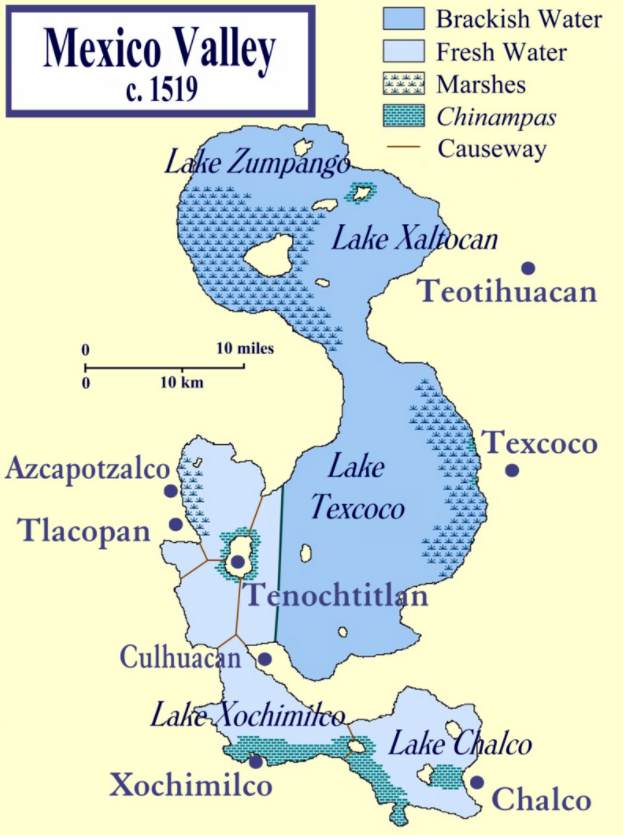 Mexico Valley
c. 1519
Brackish Water
Fresh Water
Marshes
Chinampas
Causeway
Lake Zumpango
Lake Xaltocan
Teotihuacan
0 10 miles
0 10 km
Texcoco
Azcapotzalco
Lake
Texcoco
Tlacopan
Tenochtitlan
Culhuacan
Lake Xochimilco
Lake Chalco
Xochimilco
Chalco